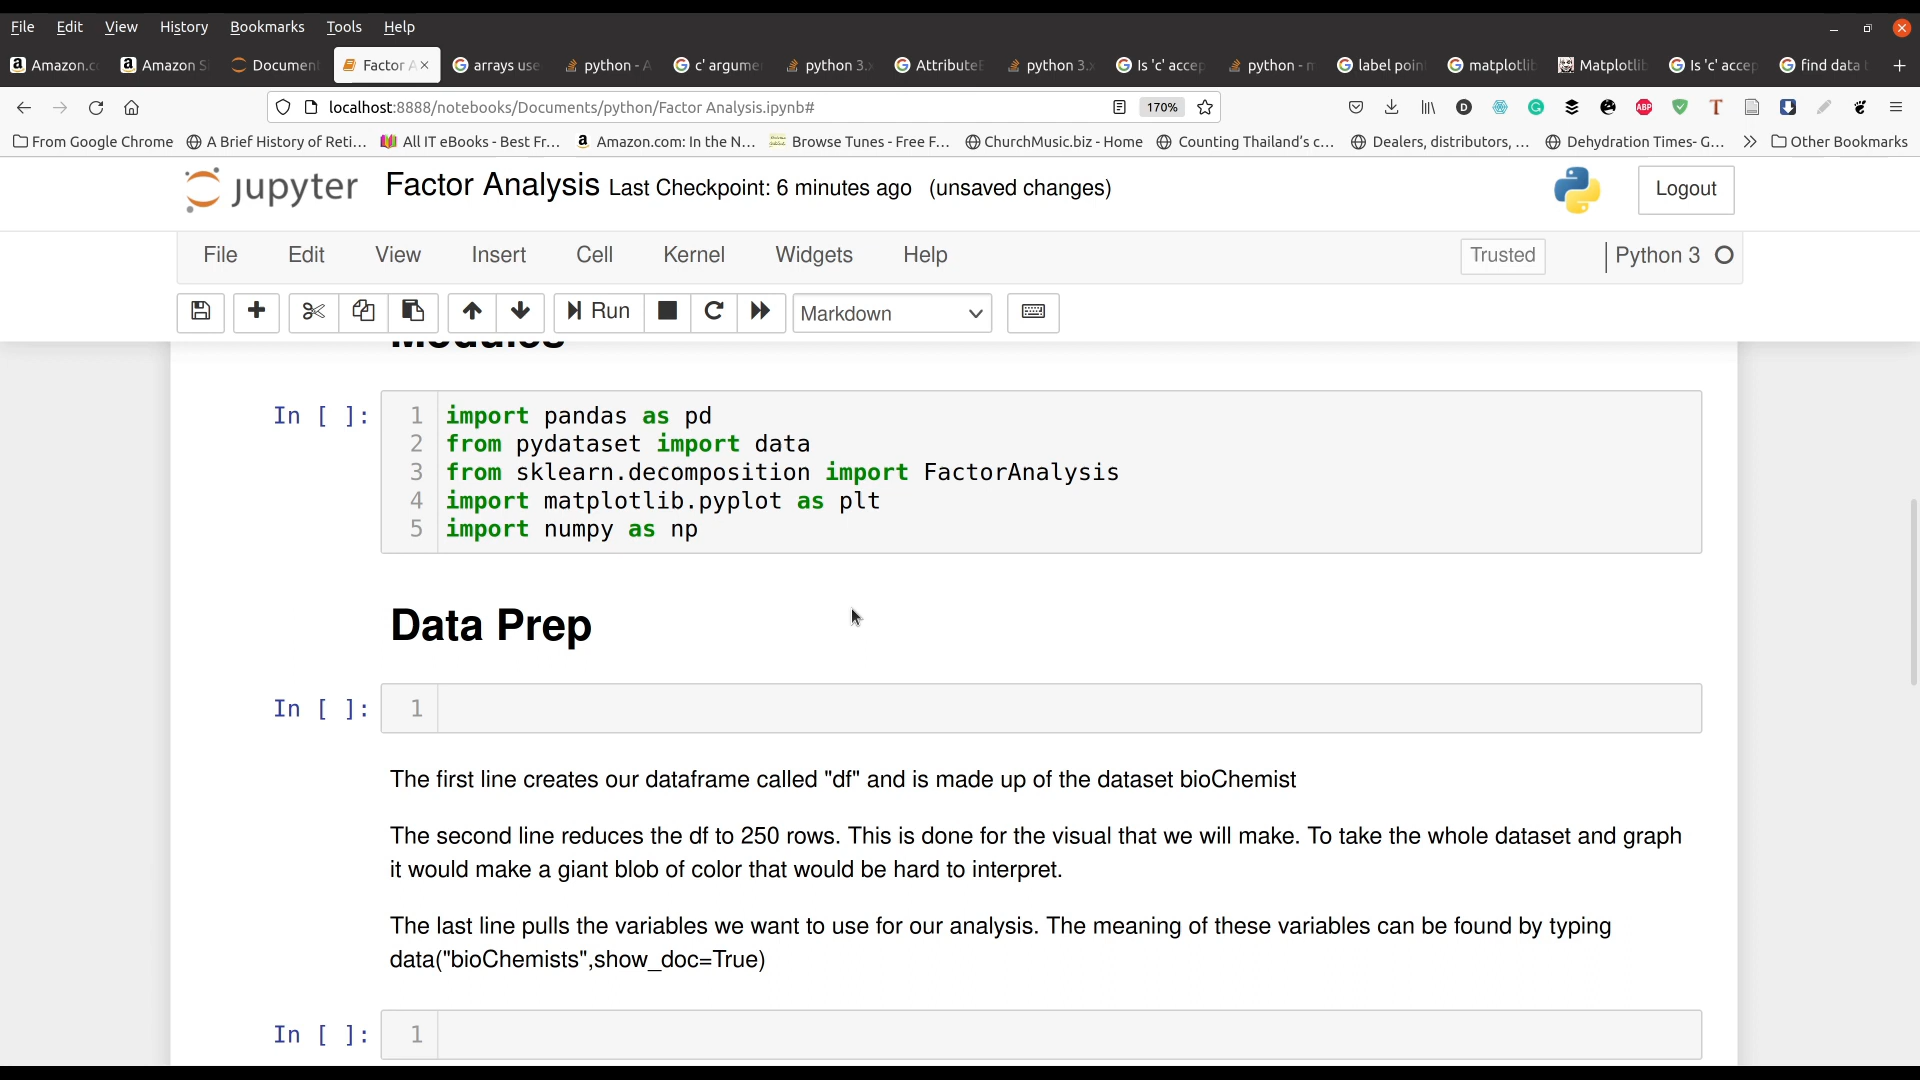 File Edit View History Bookmarks Tools Help
Amazon.c Amazon S Document Factor A arrays use python - A c' argume python 3.x Attribute python 3.x Is 'c' accep python - label poin matplotlib Matplotlib Is 'c' accep find data
localhost:8888/notebooks/Documents/python/Factor Analysis.ipynb# 170%
From Google Chrome A Brief History of Reti... All IT eBooks - Best Fr... Amazon.com: In the N... Browse Tunes - Free F... ChurchMusic.biz - Home Counting Thailand's c... Dealers, distributors, ... Dehydration Times- G... Other Bookmarks
jupyter Factor Analysis Last Checkpoint: 6 minutes ago (unsaved changes) Logout
File Edit View Insert Cell Kernel Widgets Help Trusted Python 3
Run Markdown
Modules
In [ ]: 1 import pandas as pd
2 from pydataset import data
3 from sklearn.decomposition import FactorAnalysis
4 import matplotlib.pyplot as plt
5 import numpy as np
Data Prep
In [ ]: 1
The first line creates our dataframe called "df" and is made up of the dataset bioChemist
The second line reduces the df to 250 rows. This is done for the visual that we will make. To take the whole dataset and graph
it would make a giant blob of color that would be hard to interpret.
The last line pulls the variables we want to use for our analysis. The meaning of these variables can be found by typing
data("bioChemists",show_doc=True)
In [ ]: 1